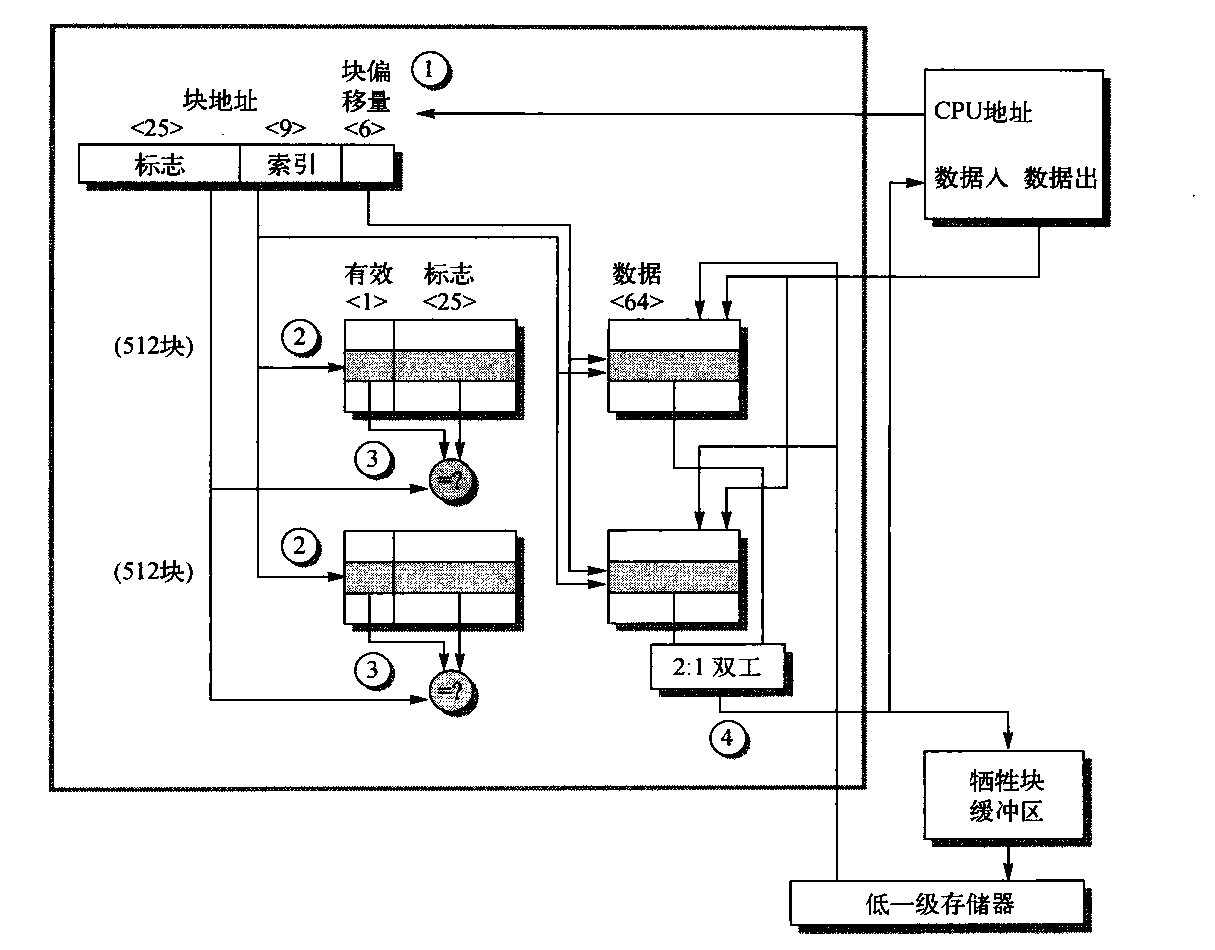 块偏
①
块地址
移量
<25>
<9>
<6>
标志
索引
CPU地址
数据入 数据出
有效
标志
数据
<1>
<25>
<64>
(512块)
②
③
=?
(512块)
②
③
=?
2:1 双工
④
牺牲块
缓冲区
低一级存储器